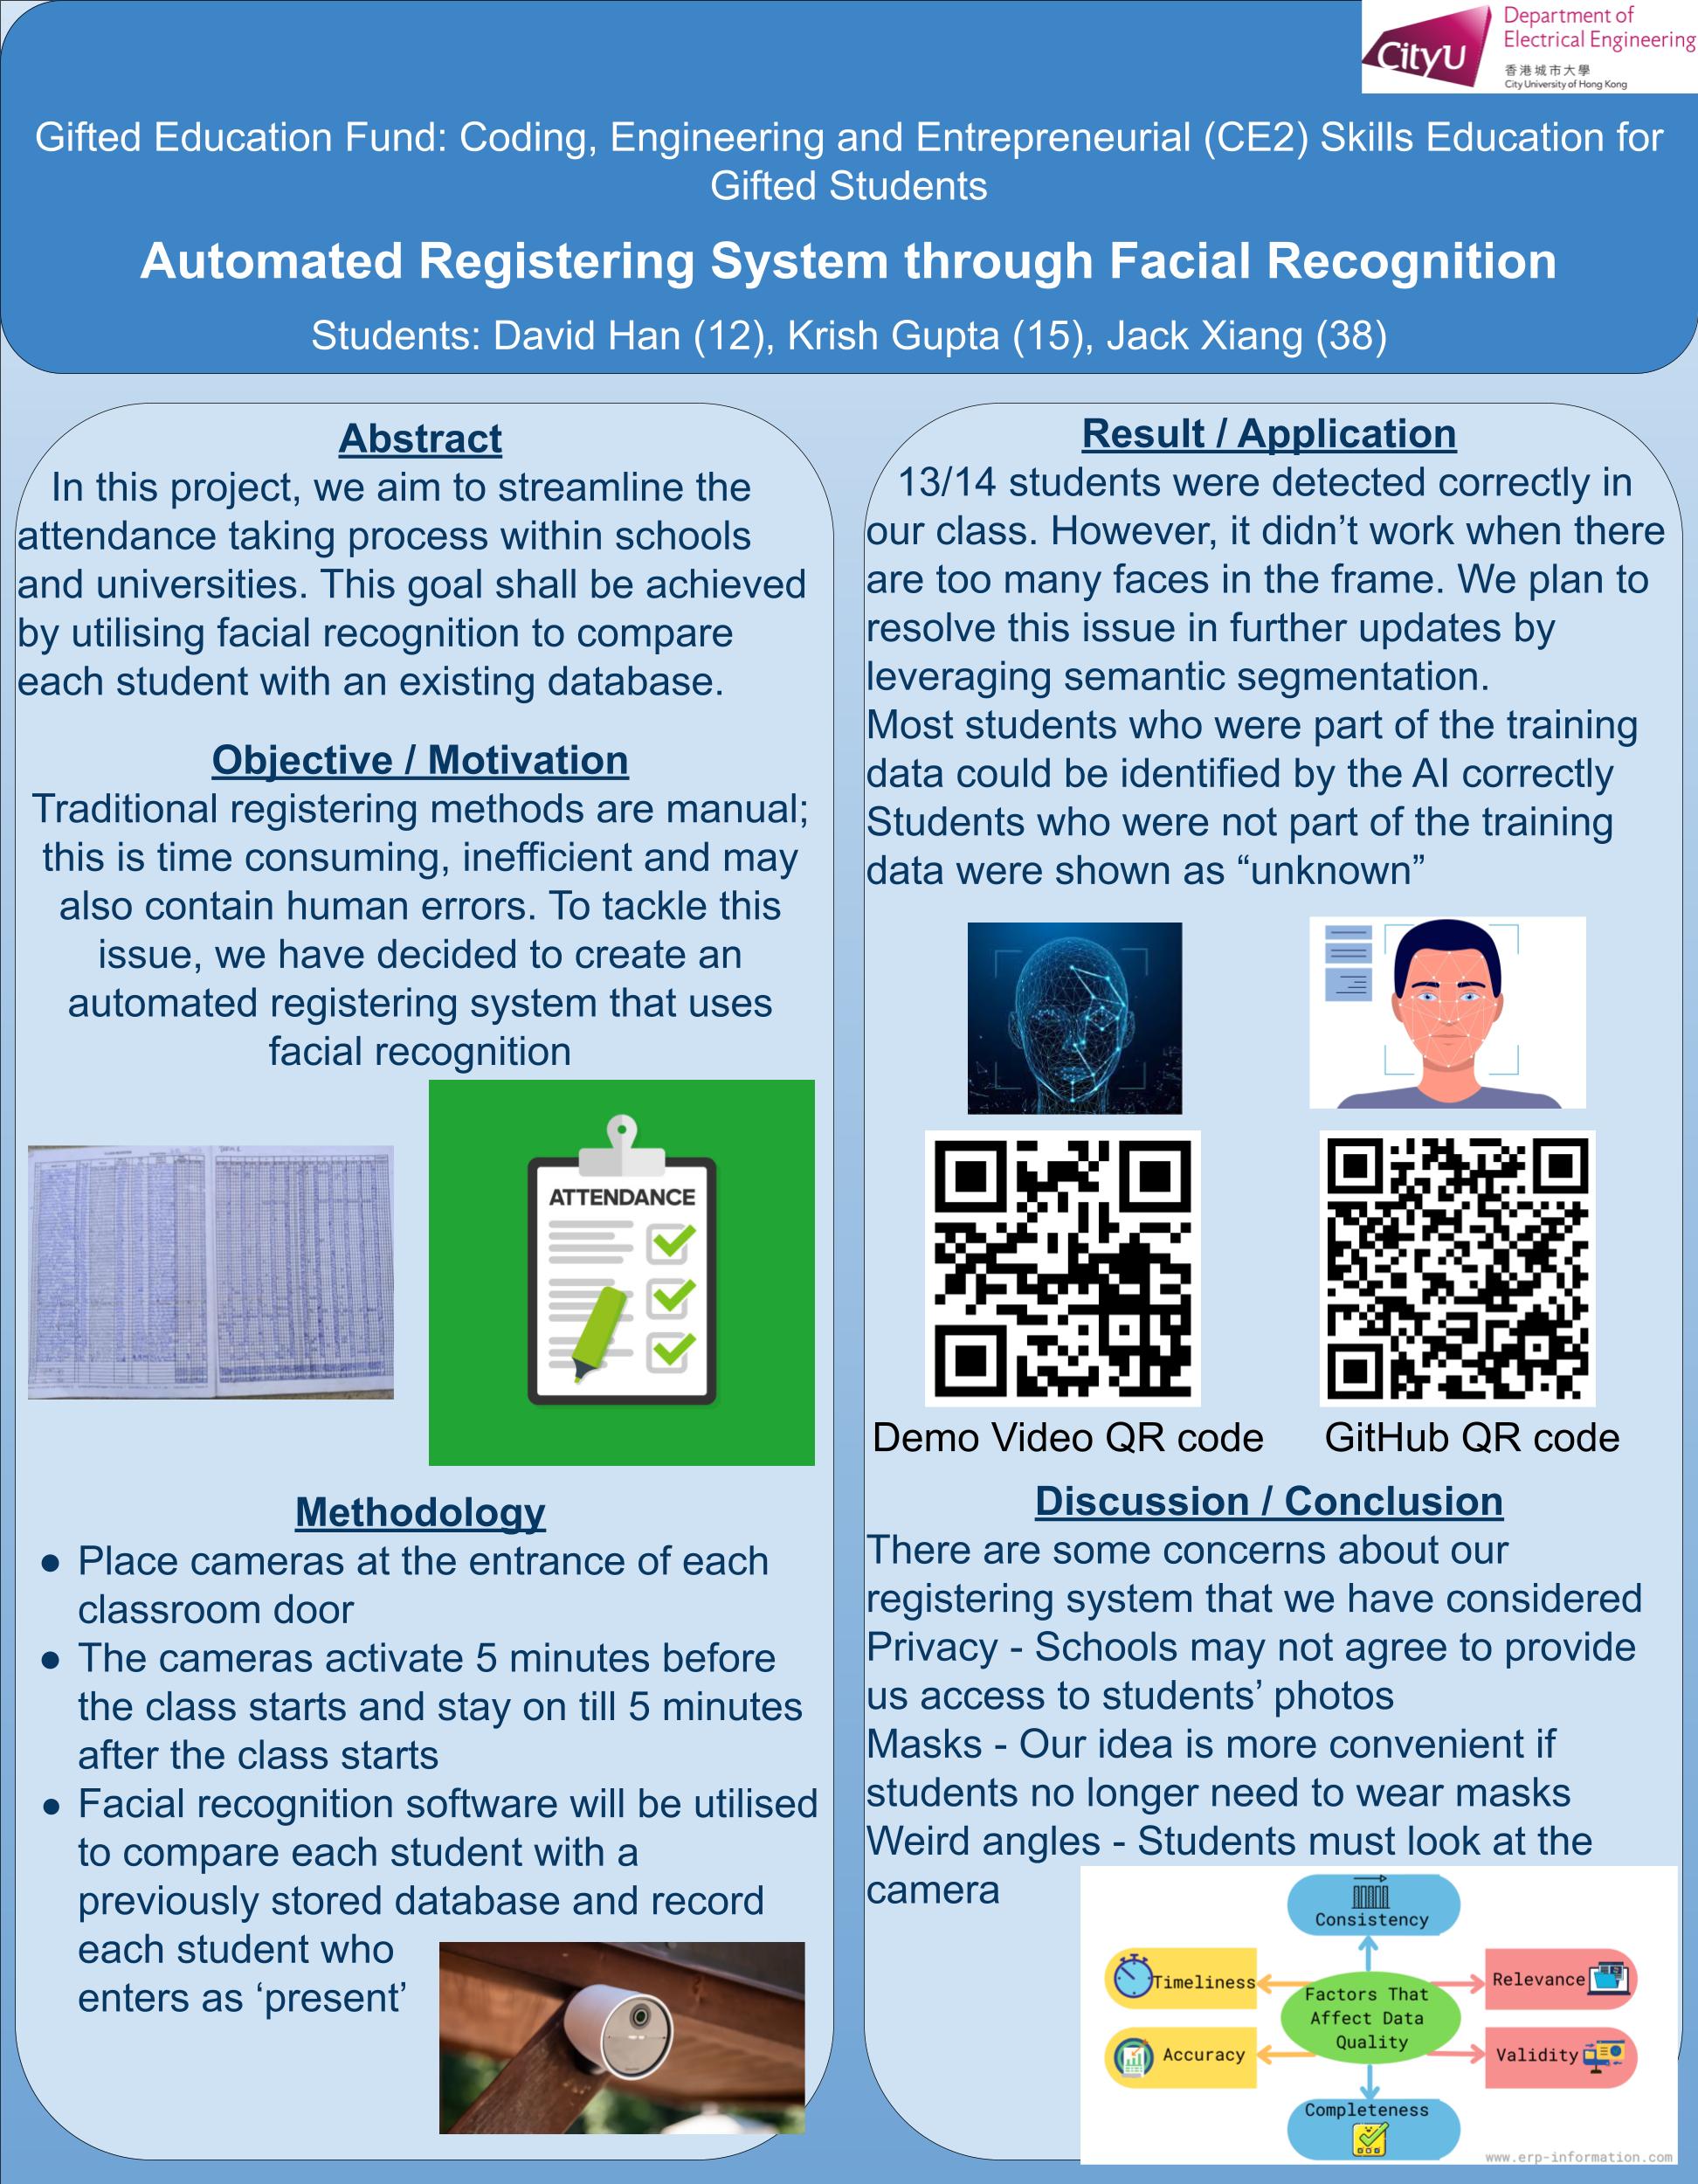 CityU
Department of
Electrical Engineering
香港城市大學
City University of Hong Kong
Gifted Education Fund: Coding, Engineering and Entrepreneurial (CE2) Skills Education for
Gifted Students
Automated Registering System through Facial Recognition
Students: David Han (12), Krish Gupta (15), Jack Xiang (38)
Abstract
In this project, we aim to streamline the
attendance taking process within schools
and universities. This goal shall be achieved
by utilising facial recognition to compare
each student with an existing database.
Objective / Motivation
Traditional registering methods are manual;
this is time consuming, inefficient and may
also contain human errors. To tackle this
issue, we have decided to create an
automated registering system that uses
facial recognition
ATTENDANCE
Methodology
● Place cameras at the entrance of each
classroom door
● The cameras activate 5 minutes before
the class starts and stay on till 5 minutes
after the class starts
● Facial recognition software will be utilised
to compare each student with a
previously stored database and record
each student who
enters as ‘present’
Result / Application
13/14 students were detected correctly in
our class. However, it didn’t work when there
are too many faces in the frame. We plan to
resolve this issue in further updates by
leveraging semantic segmentation.
Most students who were part of the training
data could be identified by the AI correctly
Students who were not part of the training
data were shown as “unknown”
Demo Video QR code
GitHub QR code
Discussion / Conclusion
There are some concerns about our
registering system that we have considered
Privacy - Schools may not agree to provide
us access to students’ photos
Masks - Our idea is more convenient if
students no longer need to wear masks
Weird angles - Students must look at the
camera
Consistency
Timeliness
Relevance
Factors That
Affect Data
Quality
Accuracy
Validity
Completeness
www.erp-information.com